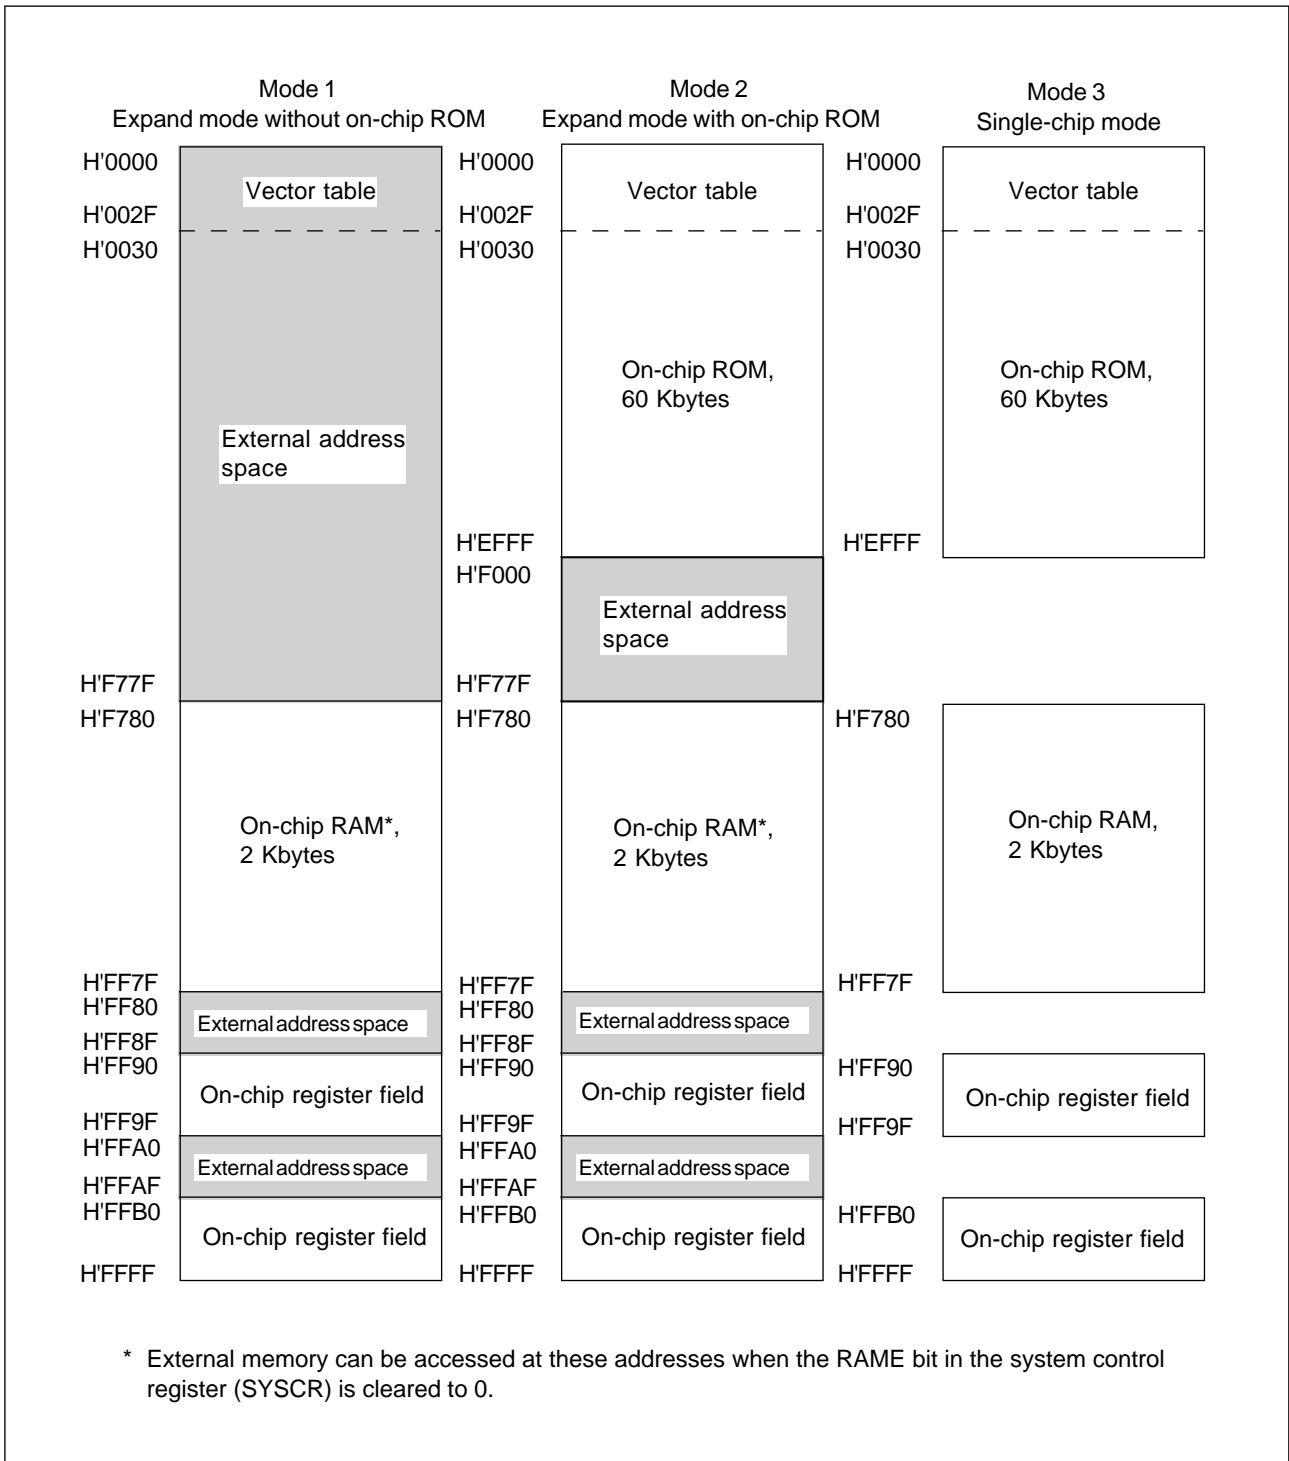 Mode 1
Expand mode without on-chip ROM
H'0000
Vector table
H'002F
H'0030
External address
space
H'F77F
H'F780
On-chip RAM*,
2 Kbytes
H'FF7F
H'FF80
External address space
H'FF8F
H'FF90
On-chip register field
H'FF9F
H'FFA0
External address space
H'FFAF
H'FFB0
On-chip register field
H'FFFF
Mode 2
Expand mode with on-chip ROM
H'0000
Vector table
H'002F
H'0030
On-chip ROM,
60 Kbytes
H'EFFF
H'F000
External address
space
H'F77F
H'F780
On-chip RAM*,
2 Kbytes
H'FF7F
H'FF80
External address space
H'FF8F
H'FF90
On-chip register field
H'FF9F
H'FFA0
External address space
H'FFAF
H'FFB0
On-chip register field
H'FFFF
Mode 3
Single-chip mode
H'0000
Vector table
H'002F
H'0030
On-chip ROM,
60 Kbytes
H'EFFF
H'F780
On-chip RAM,
2 Kbytes
H'FF7F
H'FF90
On-chip register field
H'FF9F
H'FFB0
On-chip register field
H'FFFF
* External memory can be accessed at these addresses when the RAME bit in the system control
register (SYSCR) is cleared to 0.